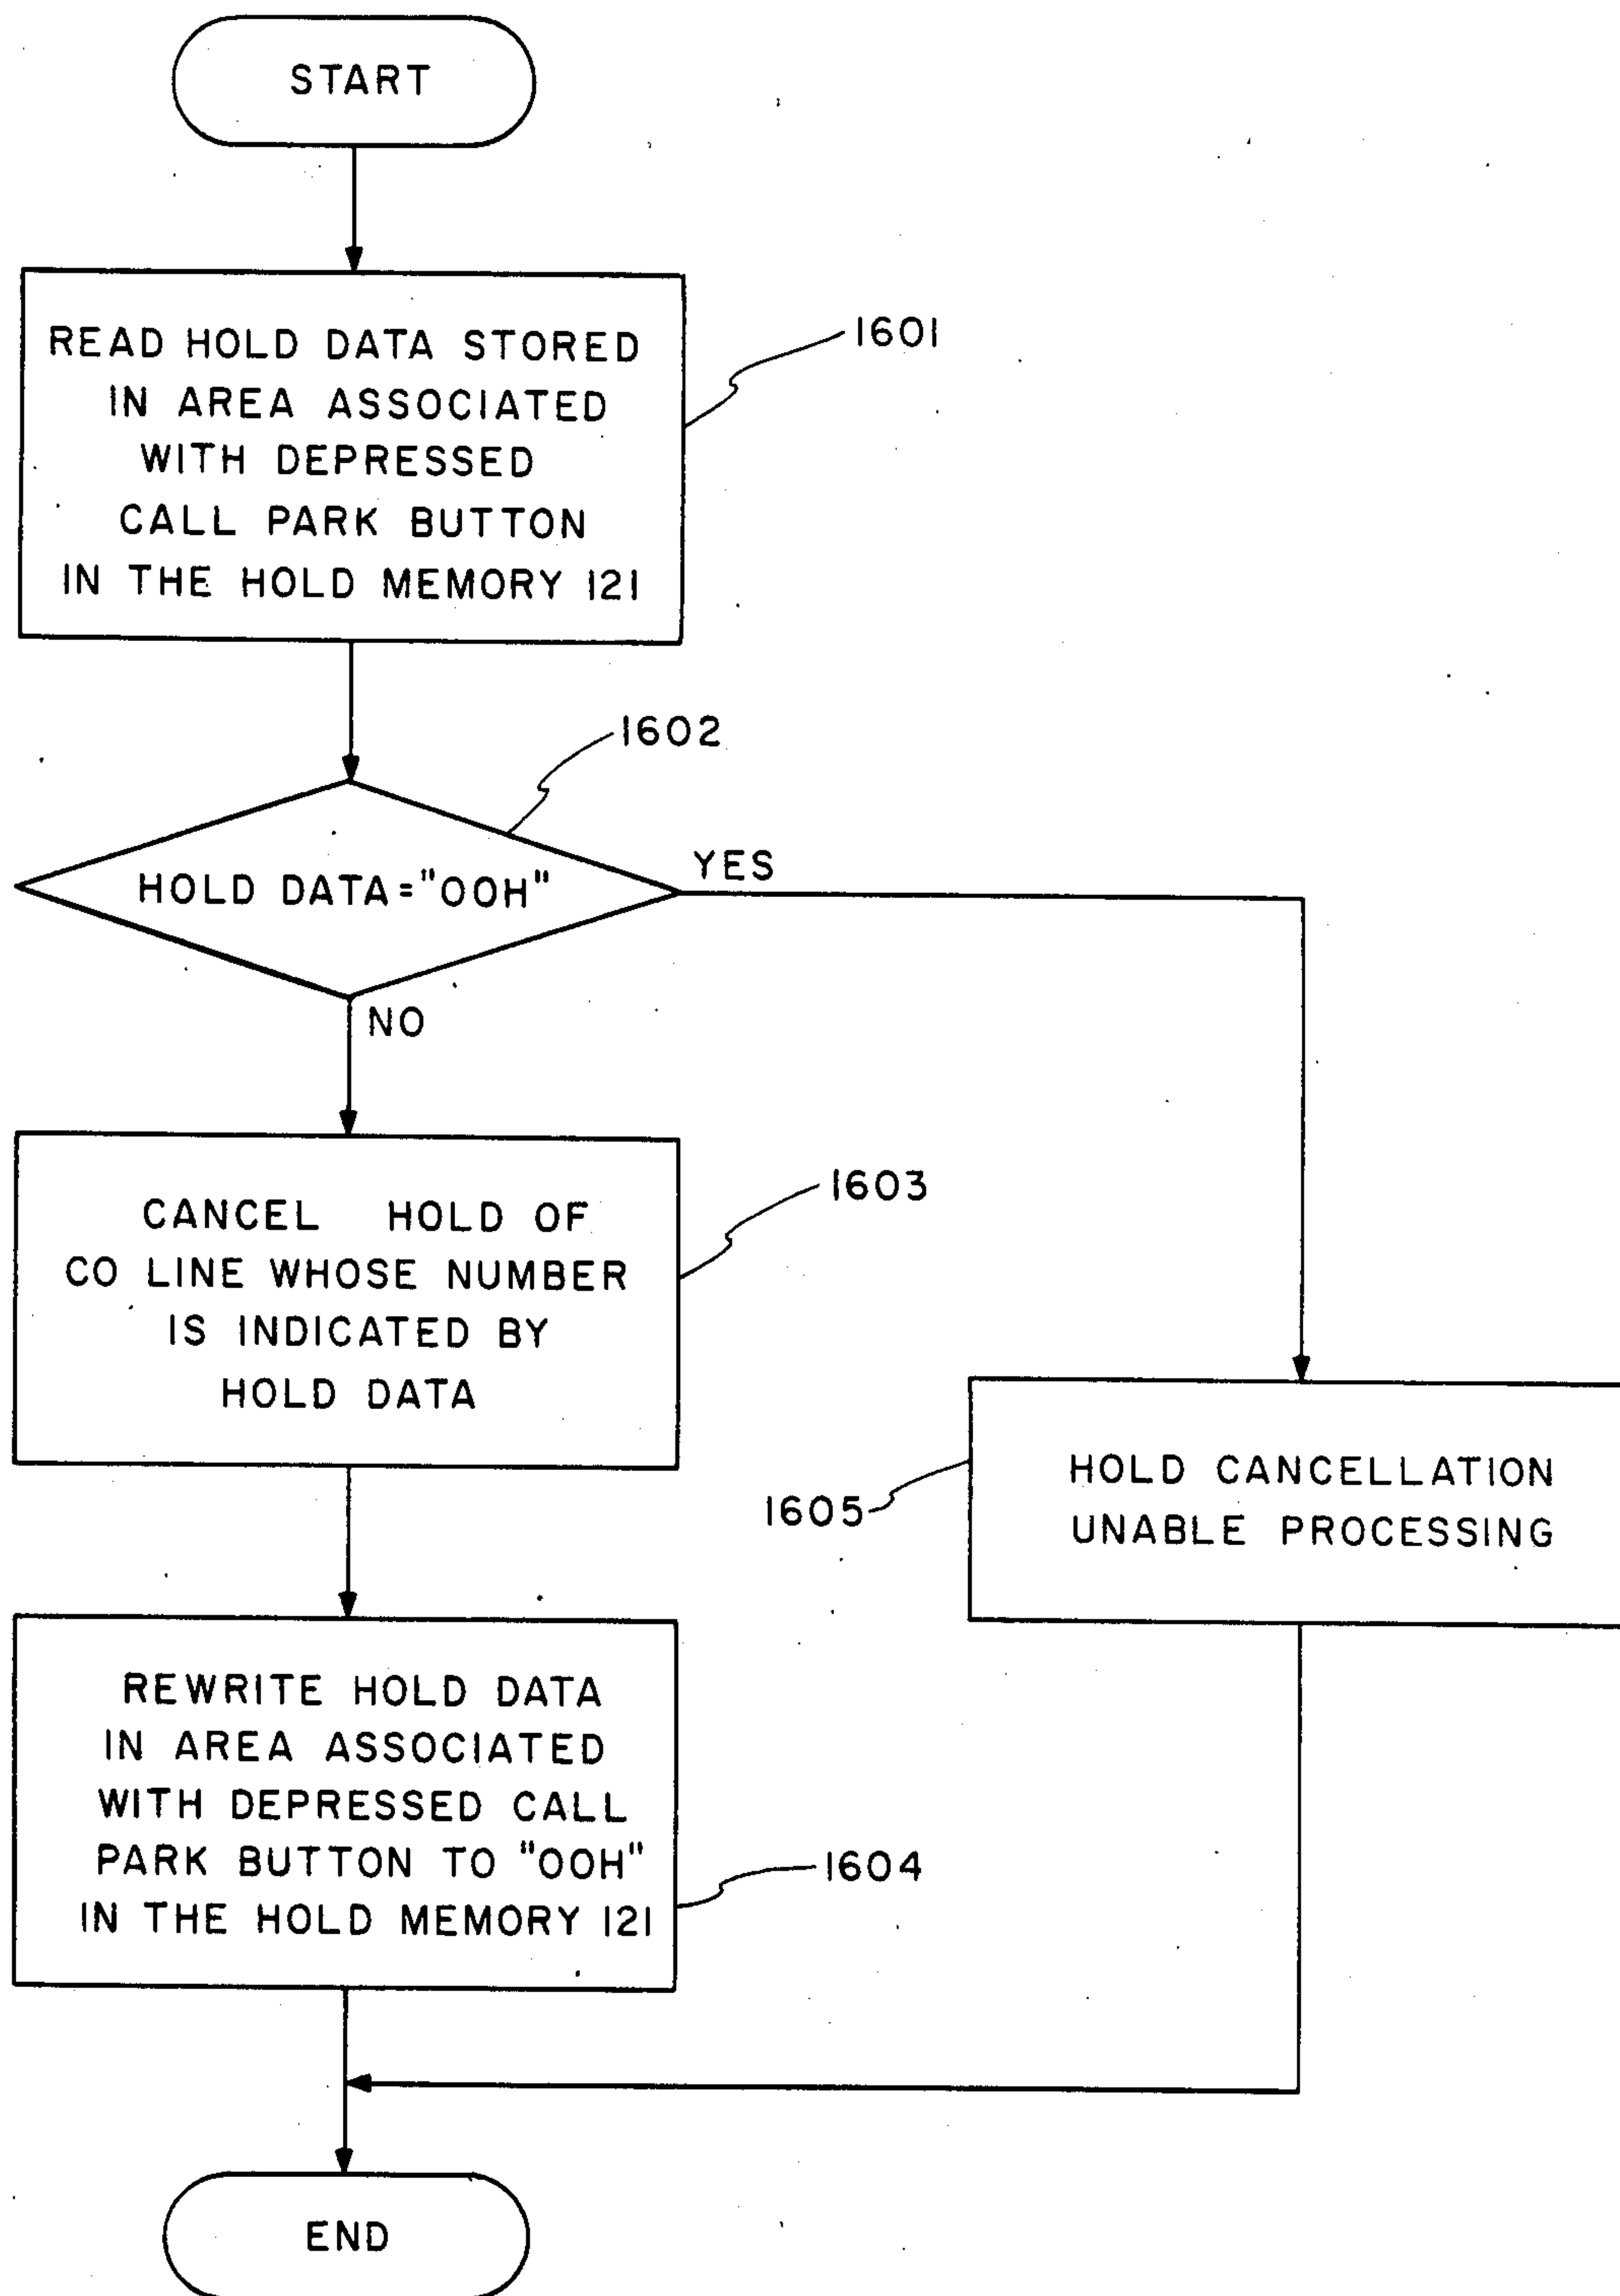 START
READ HOLD DATA STORED
IN AREA ASSOCIATED
WITH DEPRESSED
CALL PARK BUTTON
IN THE HOLD MEMORY 121
1601
1602
HOLD DATA="00H"
YES
NO
CANCEL HOLD OF
CO LINE WHOSE NUMBER
IS INDICATED BY
HOLD DATA
1603
HOLD CANCELLATION
UNABLE PROCESSING
1605
REWRITE HOLD DATA
IN AREA ASSOCIATED
WITH DEPRESSED CALL
PARK BUTTON TO "00H"
IN THE HOLD MEMORY 121
1604
END